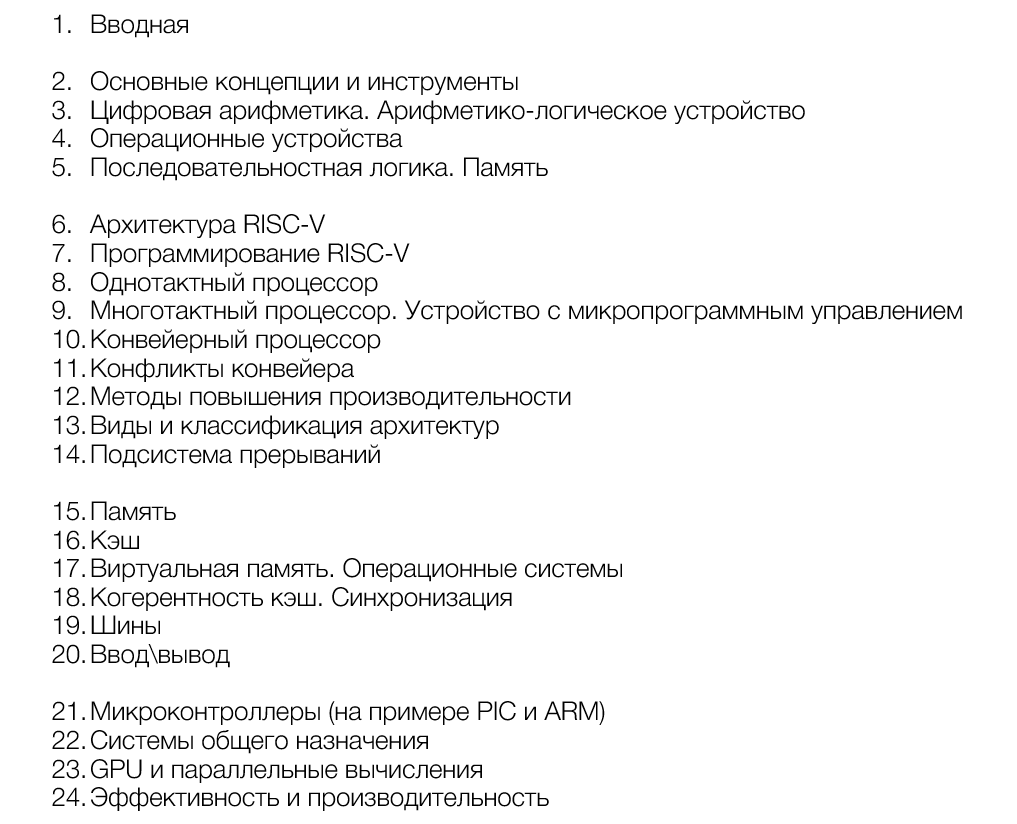 1. Вводная
2. Основные концепции и инструменты
3. Цифровая арифметика. Арифметико-логическое устройство
4. Операционные устройства
5. Последовательностная логика. Память
6. Архитектура RISC-V
7. Программирование RISC-V
8. Однотактный процессор
9. Многотактный процессор. Устройство с микропрограммным управлением
10. Конвейерный процессор
11. Конфликты конвейера
12. Методы повышения производительности
13. Виды и классификация архитектур
14. Подсистема прерываний
15. Память
16. Кэш
17. Виртуальная память. Операционные системы
18. Когерентность кэш. Синхронизация
19. Шины
20. Ввод\вывод
21. Микроконтроллеры (на примере PIC и ARM)
22. Системы общего назначения
23. GPU и параллельные вычисления
24. Эффективность и производительность